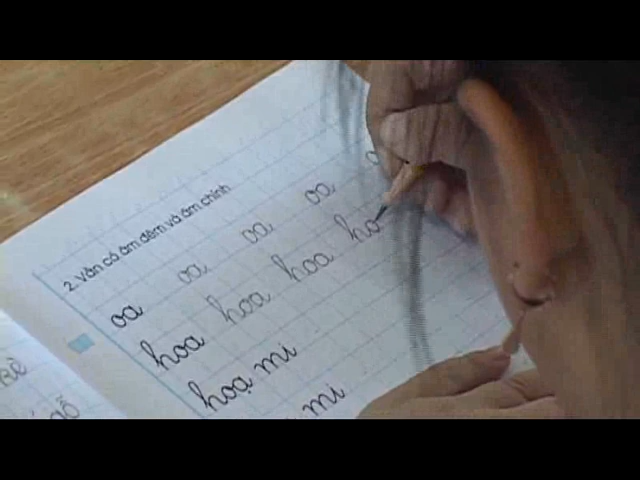 2. Vần có âm đệm và âm chính
oa oa oa oa
hoa hoa hoa ho
hoạ mi
mi